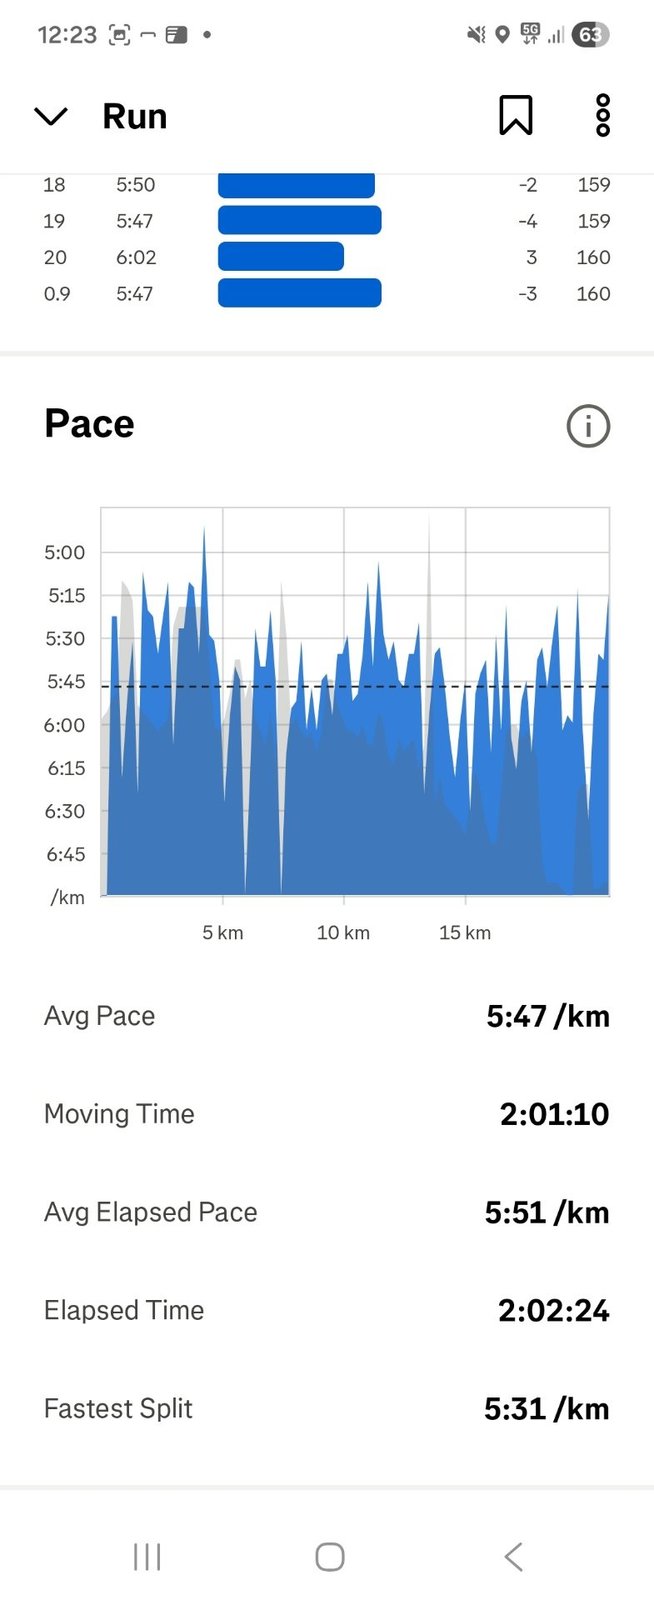 12:23 5G 63
Run
18 5:50 -2 159
19 5:47 -4 159
20 6:02 3 160
0.9 5:47 -3 160
Pace
5:00
5:15
5:30
5:45
6:00
6:15
6:30
6:45
/km
5 km 10 km 15 km
Avg Pace 5:47 /km
Moving Time 2:01:10
Avg Elapsed Pace 5:51 /km
Elapsed Time 2:02:24
Fastest Split 5:31 /km